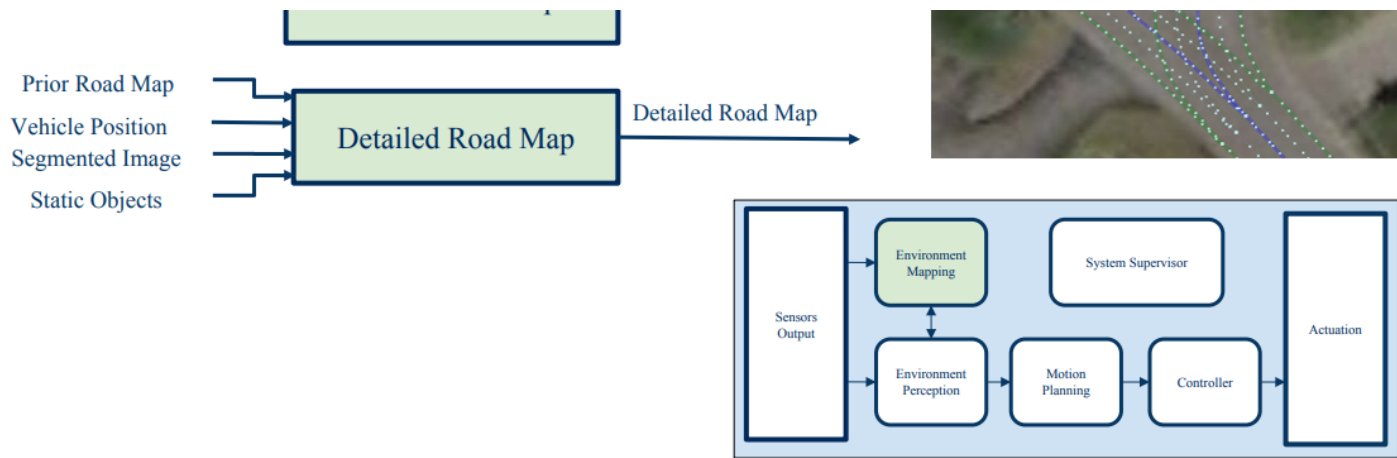 Prior Road Map
Vehicle Position
Segmented Image
Static Objects
Detailed Road Map
Detailed Road Map
Sensors
Output
Environment
Mapping
System Supervisor
Environment
Perception
Motion
Planning
Controller
Actuation